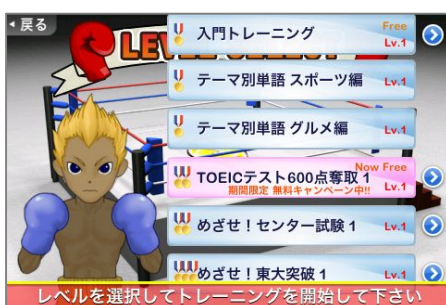 戻る
LEVEL SELECT
入門トレーニング
Free
Lv.1
テーマ別単語 スポーツ編
Lv.1
テーマ別単語 グルメ編
Lv.1
Now Free
TOEICテスト600点奪取 1
期間限定 無料キャンペーン中!!
Lv.1
めざせ！センター試験 1
Lv.1
めざせ！東大突破 1
Lv.1
レベルを選択してトレーニングを開始して下さい